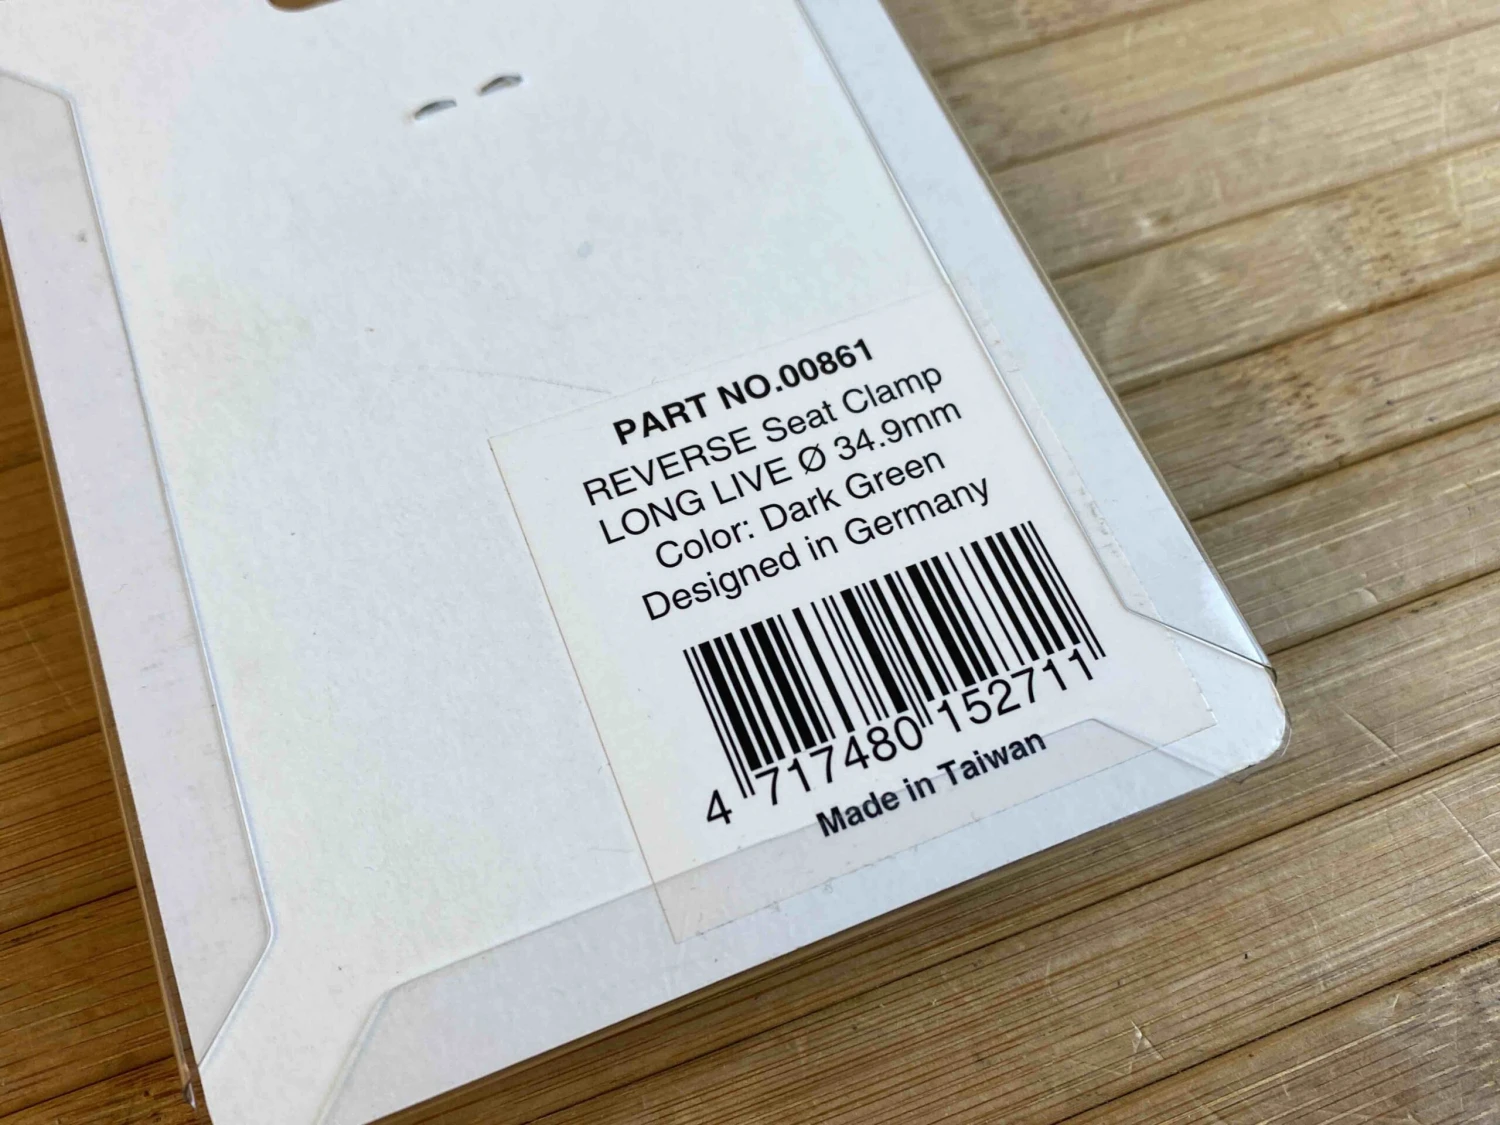 PART NO.00861
REVERSE Seat Clamp
LONG LIVE Ø 34.9mm
Color: Dark Green
Designed in Germany
4 717480 152711
Made in Taiwan